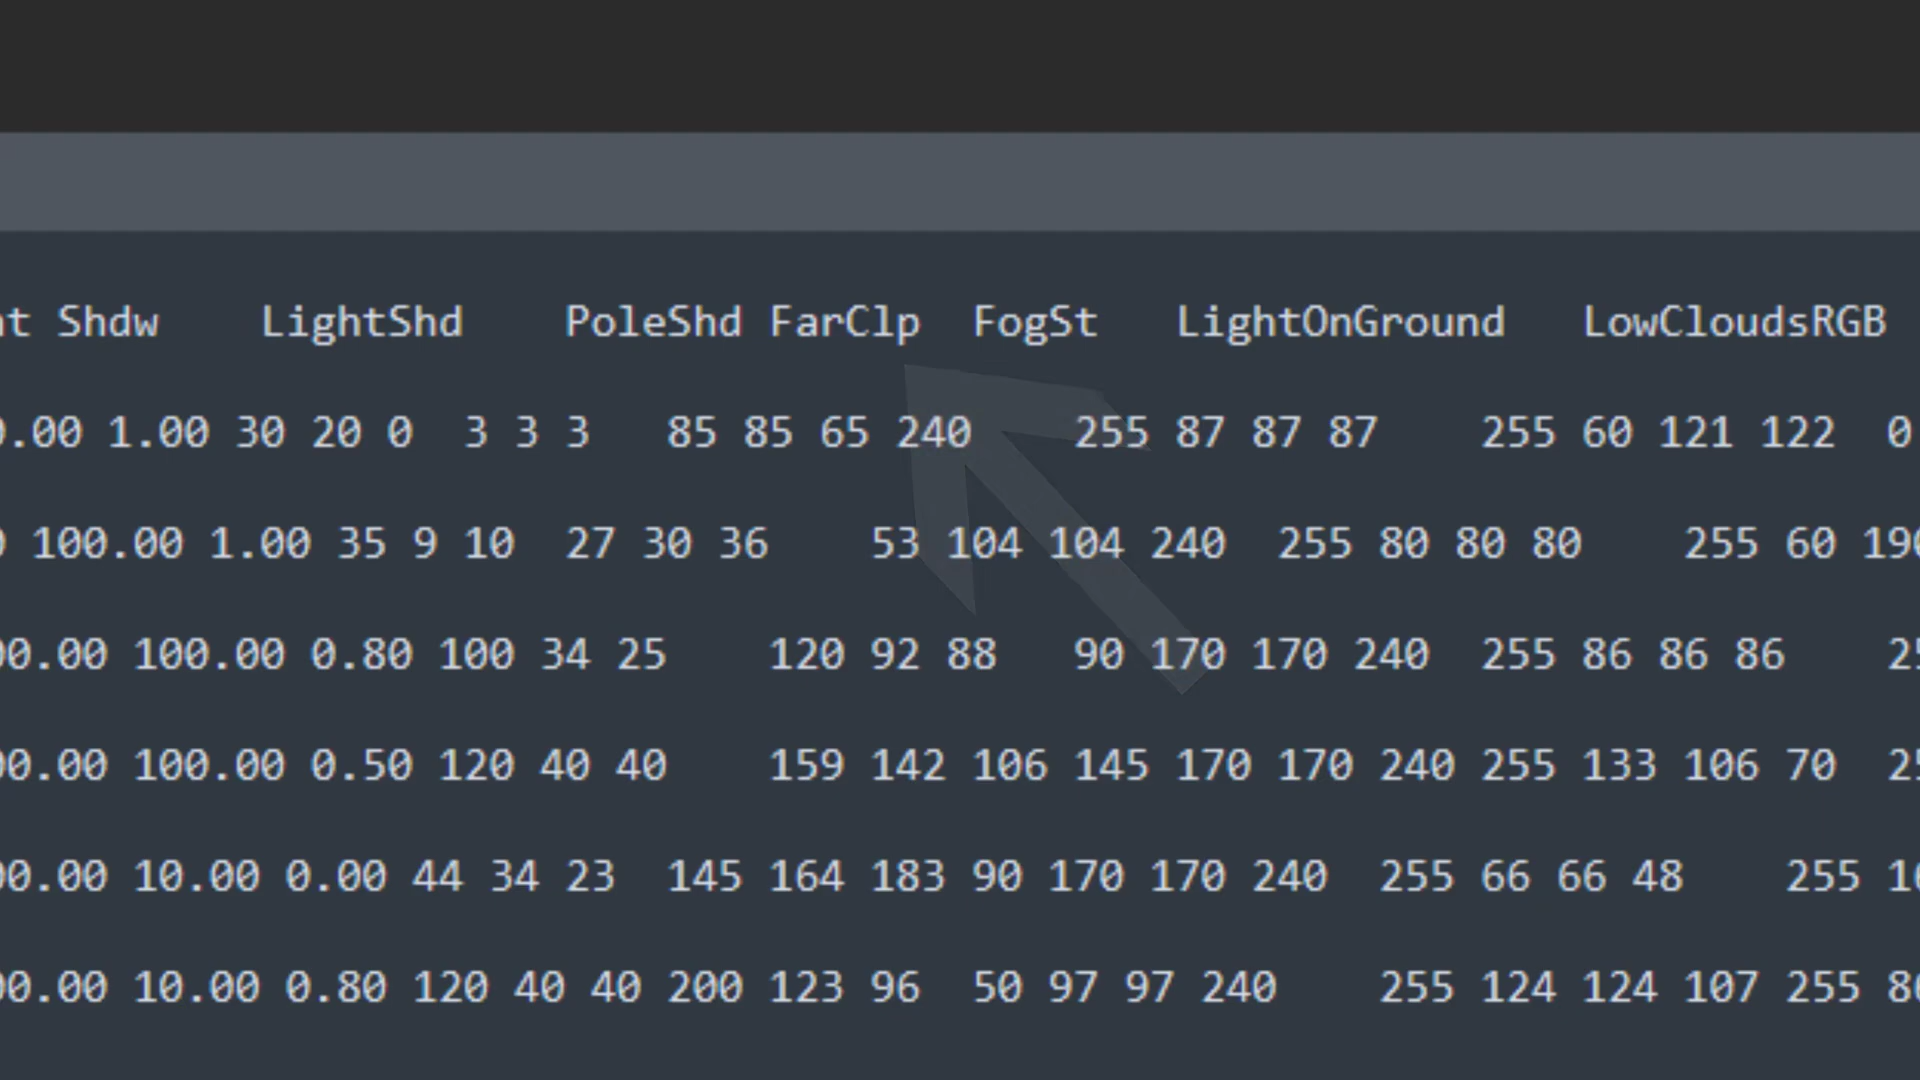 Shdw LightShd PoleShd FarClp FogSt LightOnGround LowCloudsRGB
.00 1.00 30 20 0 3 3 3 85 85 65 240 255 87 87 87 255 60 121 122 0
100.00 1.00 35 9 10 27 30 36 53 104 104 240 255 80 80 80 255 60
00.00 100.00 0.80 100 34 25 120 92 88 90 170 170 240 255 86 86 86
00.00 100.00 0.50 120 40 40 159 142 106 145 170 170 240 255 133 106 70
00.00 10.00 0.00 44 34 23 145 164 183 90 170 170 240 255 66 66 48 255
00.00 10.00 0.80 120 40 40 200 123 96 50 97 97 240 255 124 124 107 255